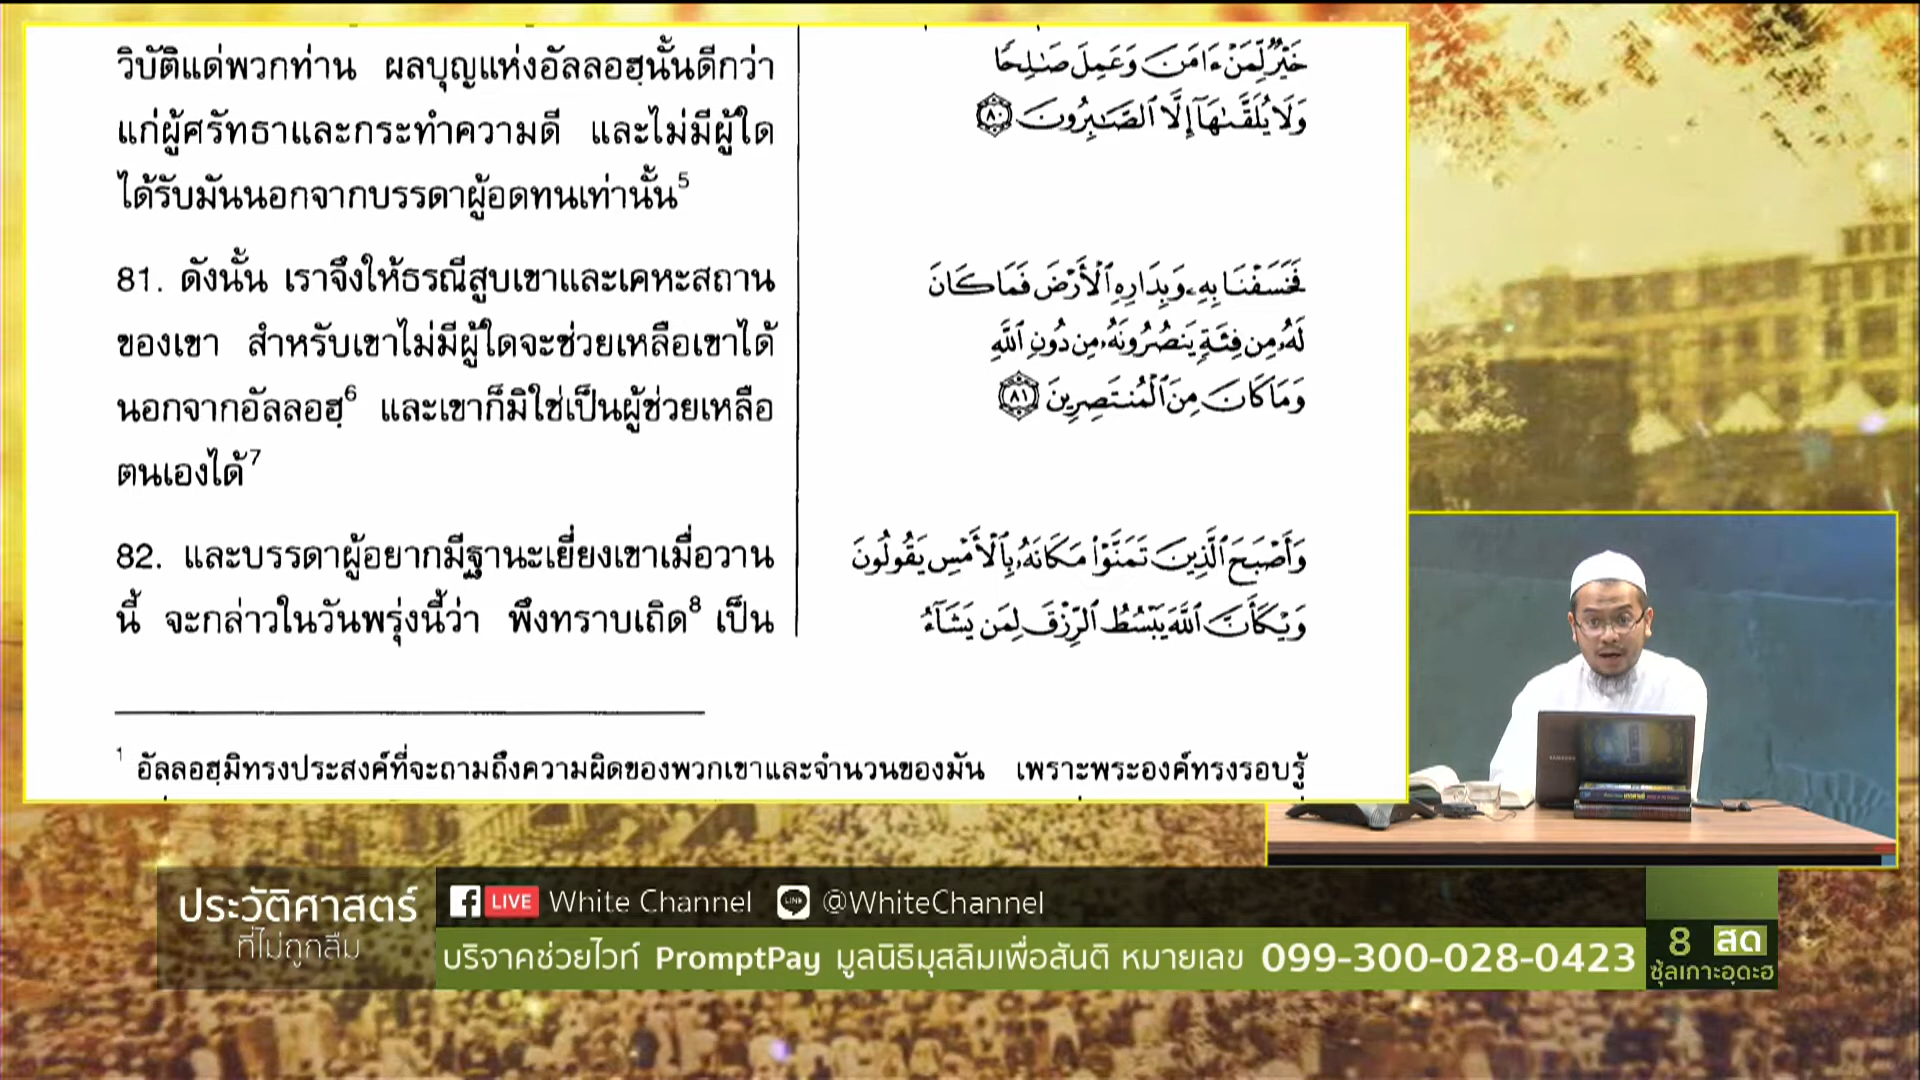 วิบัติแด่พวกท่าน ผลบุญแห่งอัลลอฮฺนั้นดีกว่า
แก่ผู้ศรัทธาและกระทำความดี และไม่มีผู้ใด
ได้รับมันนอกจากบรรดาผู้อดทนเท่านั้น5
81. ดังนั้น เราจึงให้ธรณีสูบเขาและเคหะสถาน
ของเขา สำหรับเขาไม่มีผู้ใดจะช่วยเหลือเขาได้
นอกจากอัลลอฮฺ6 และเขาก็มิใช่เป็นผู้ช่วยเหลือ
ตนเองได้7
82. และบรรดาผู้อยากมีฐานะเยี่ยงเขาเมื่อวาน
นี้ จะกล่าวในวันพรุ่งนี้ว่า พึงทราบเถิด8 เป็น
خَيْرٌ لِّمَنْ ءَامَنَ وَعَمِلَ صَٰلِحًا
وَلَا يُلَقَّىٰهَآ إِلَّا ٱلصَّٰبِرُونَ ٨٠
فَخَسَفْنَا بِهِۦ وَبِدَارِهِ ٱلْأَرْضَ فَمَا كَانَ
لَهُۥ مِن فِئَةٍ يَنصُرُونَهُۥ مِن دُونِ ٱللَّهِ
وَمَا كَانَ مِنَ ٱلْمُنتَصِرِينَ ٨١
وَأَصْبَحَ ٱلَّذِينَ تَمَنَّوْا۟ مَكَانَهُۥ بِٱلْأَمْسِ يَقُولُونَ
وَيْكَأَنَّ ٱللَّهَ يَبْسُطُ ٱلرِّزْقَ لِمَن يَشَآءُ
1 อัลลอฮฺมิทรงประสงค์ที่จะถามถึงความผิดของพวกเขาและจำนวนของมัน เพราะพระองค์ทรงรอบรู้
SAMSUNG
ประวัติศาสตร์
ที่ไม่ถูกลืม
f LIVE White Channel LINE @WhiteChannel
บริจาคช่วยไวท์ PromptPay มูลนิธิมุสลิมเพื่อสันติ หมายเลข 099-300-028-0423
8 สด
ซุ้ลเกาะอฺดะฮ